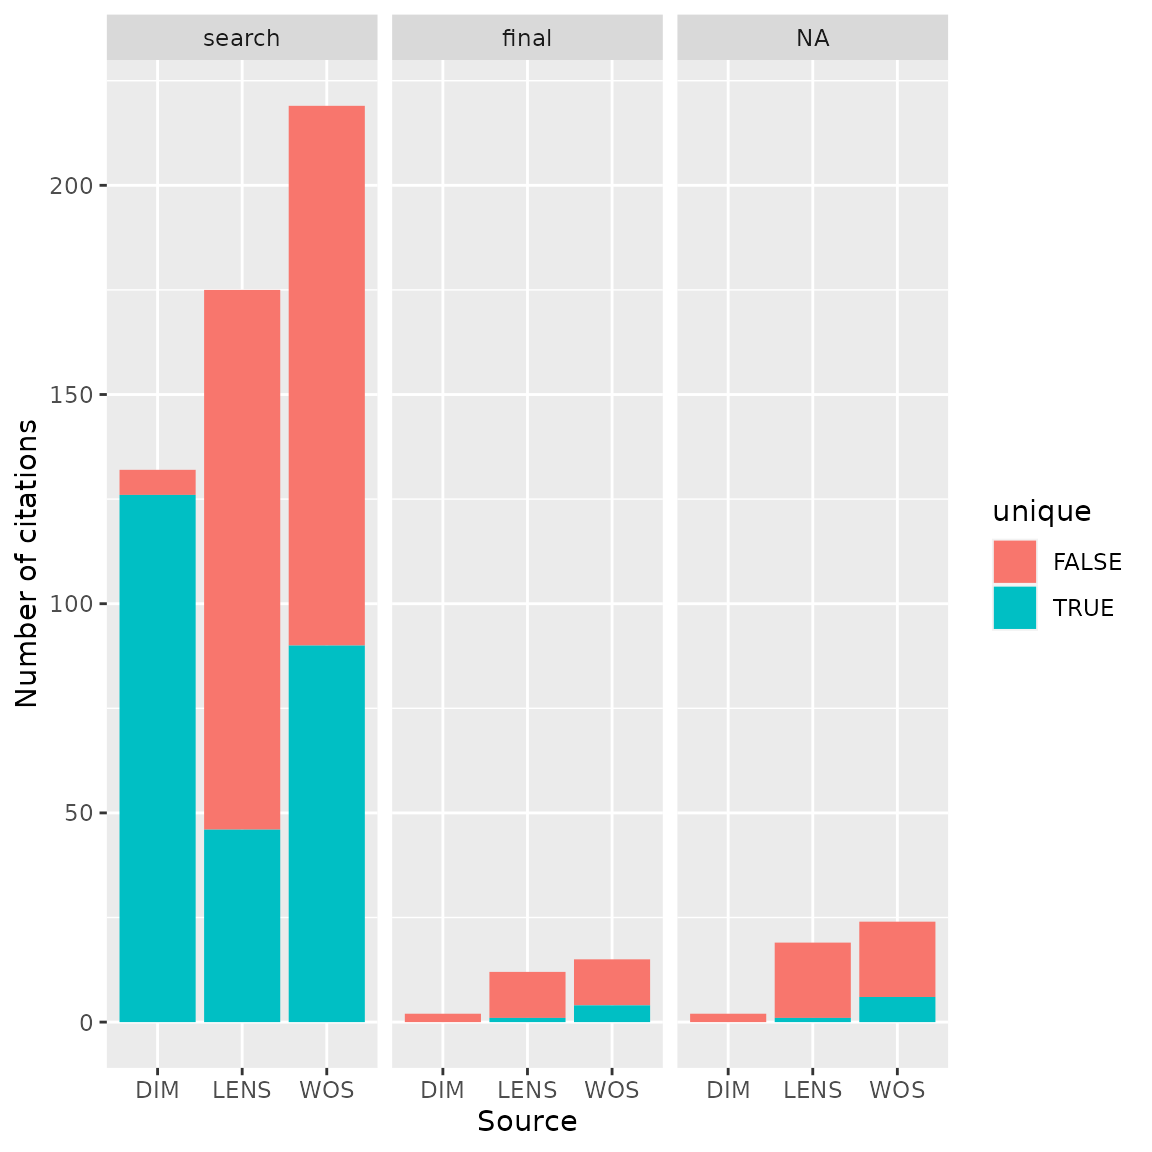 search final NA
Number of citations
200
150
100
50
0
DIM LENS WOS DIM LENS WOS DIM LENS WOS
Source
unique
FALSE
TRUE